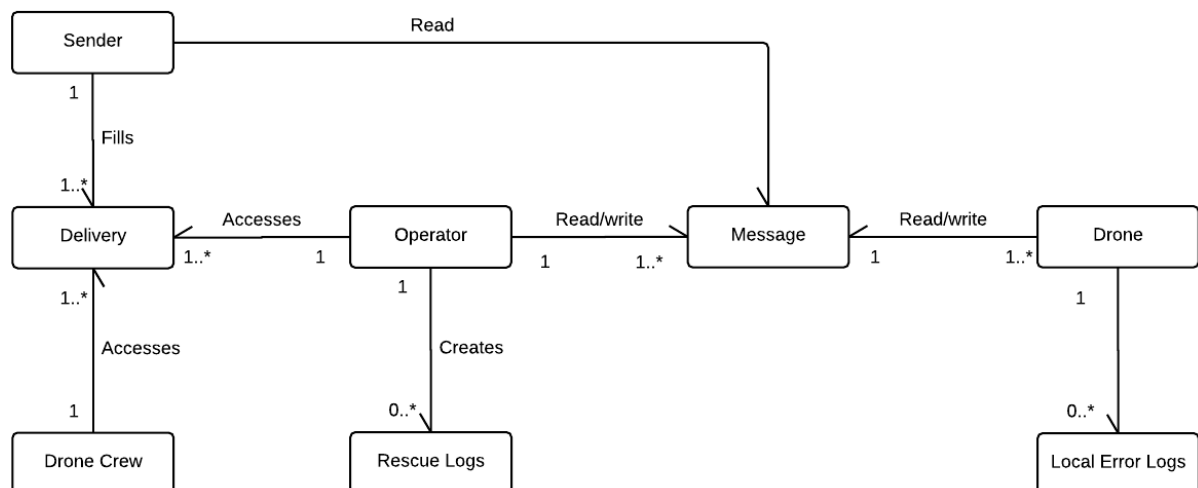 Sender
Read
1
Fills
1..*
Delivery
Accesses
1..*
1
Operator
Read/write
1
1..*
Message
Read/write
1
1..*
Drone
1..*
Accesses
1
Drone Crew
1
Creates
0..*
Rescue Logs
1
0..*
Local Error Logs